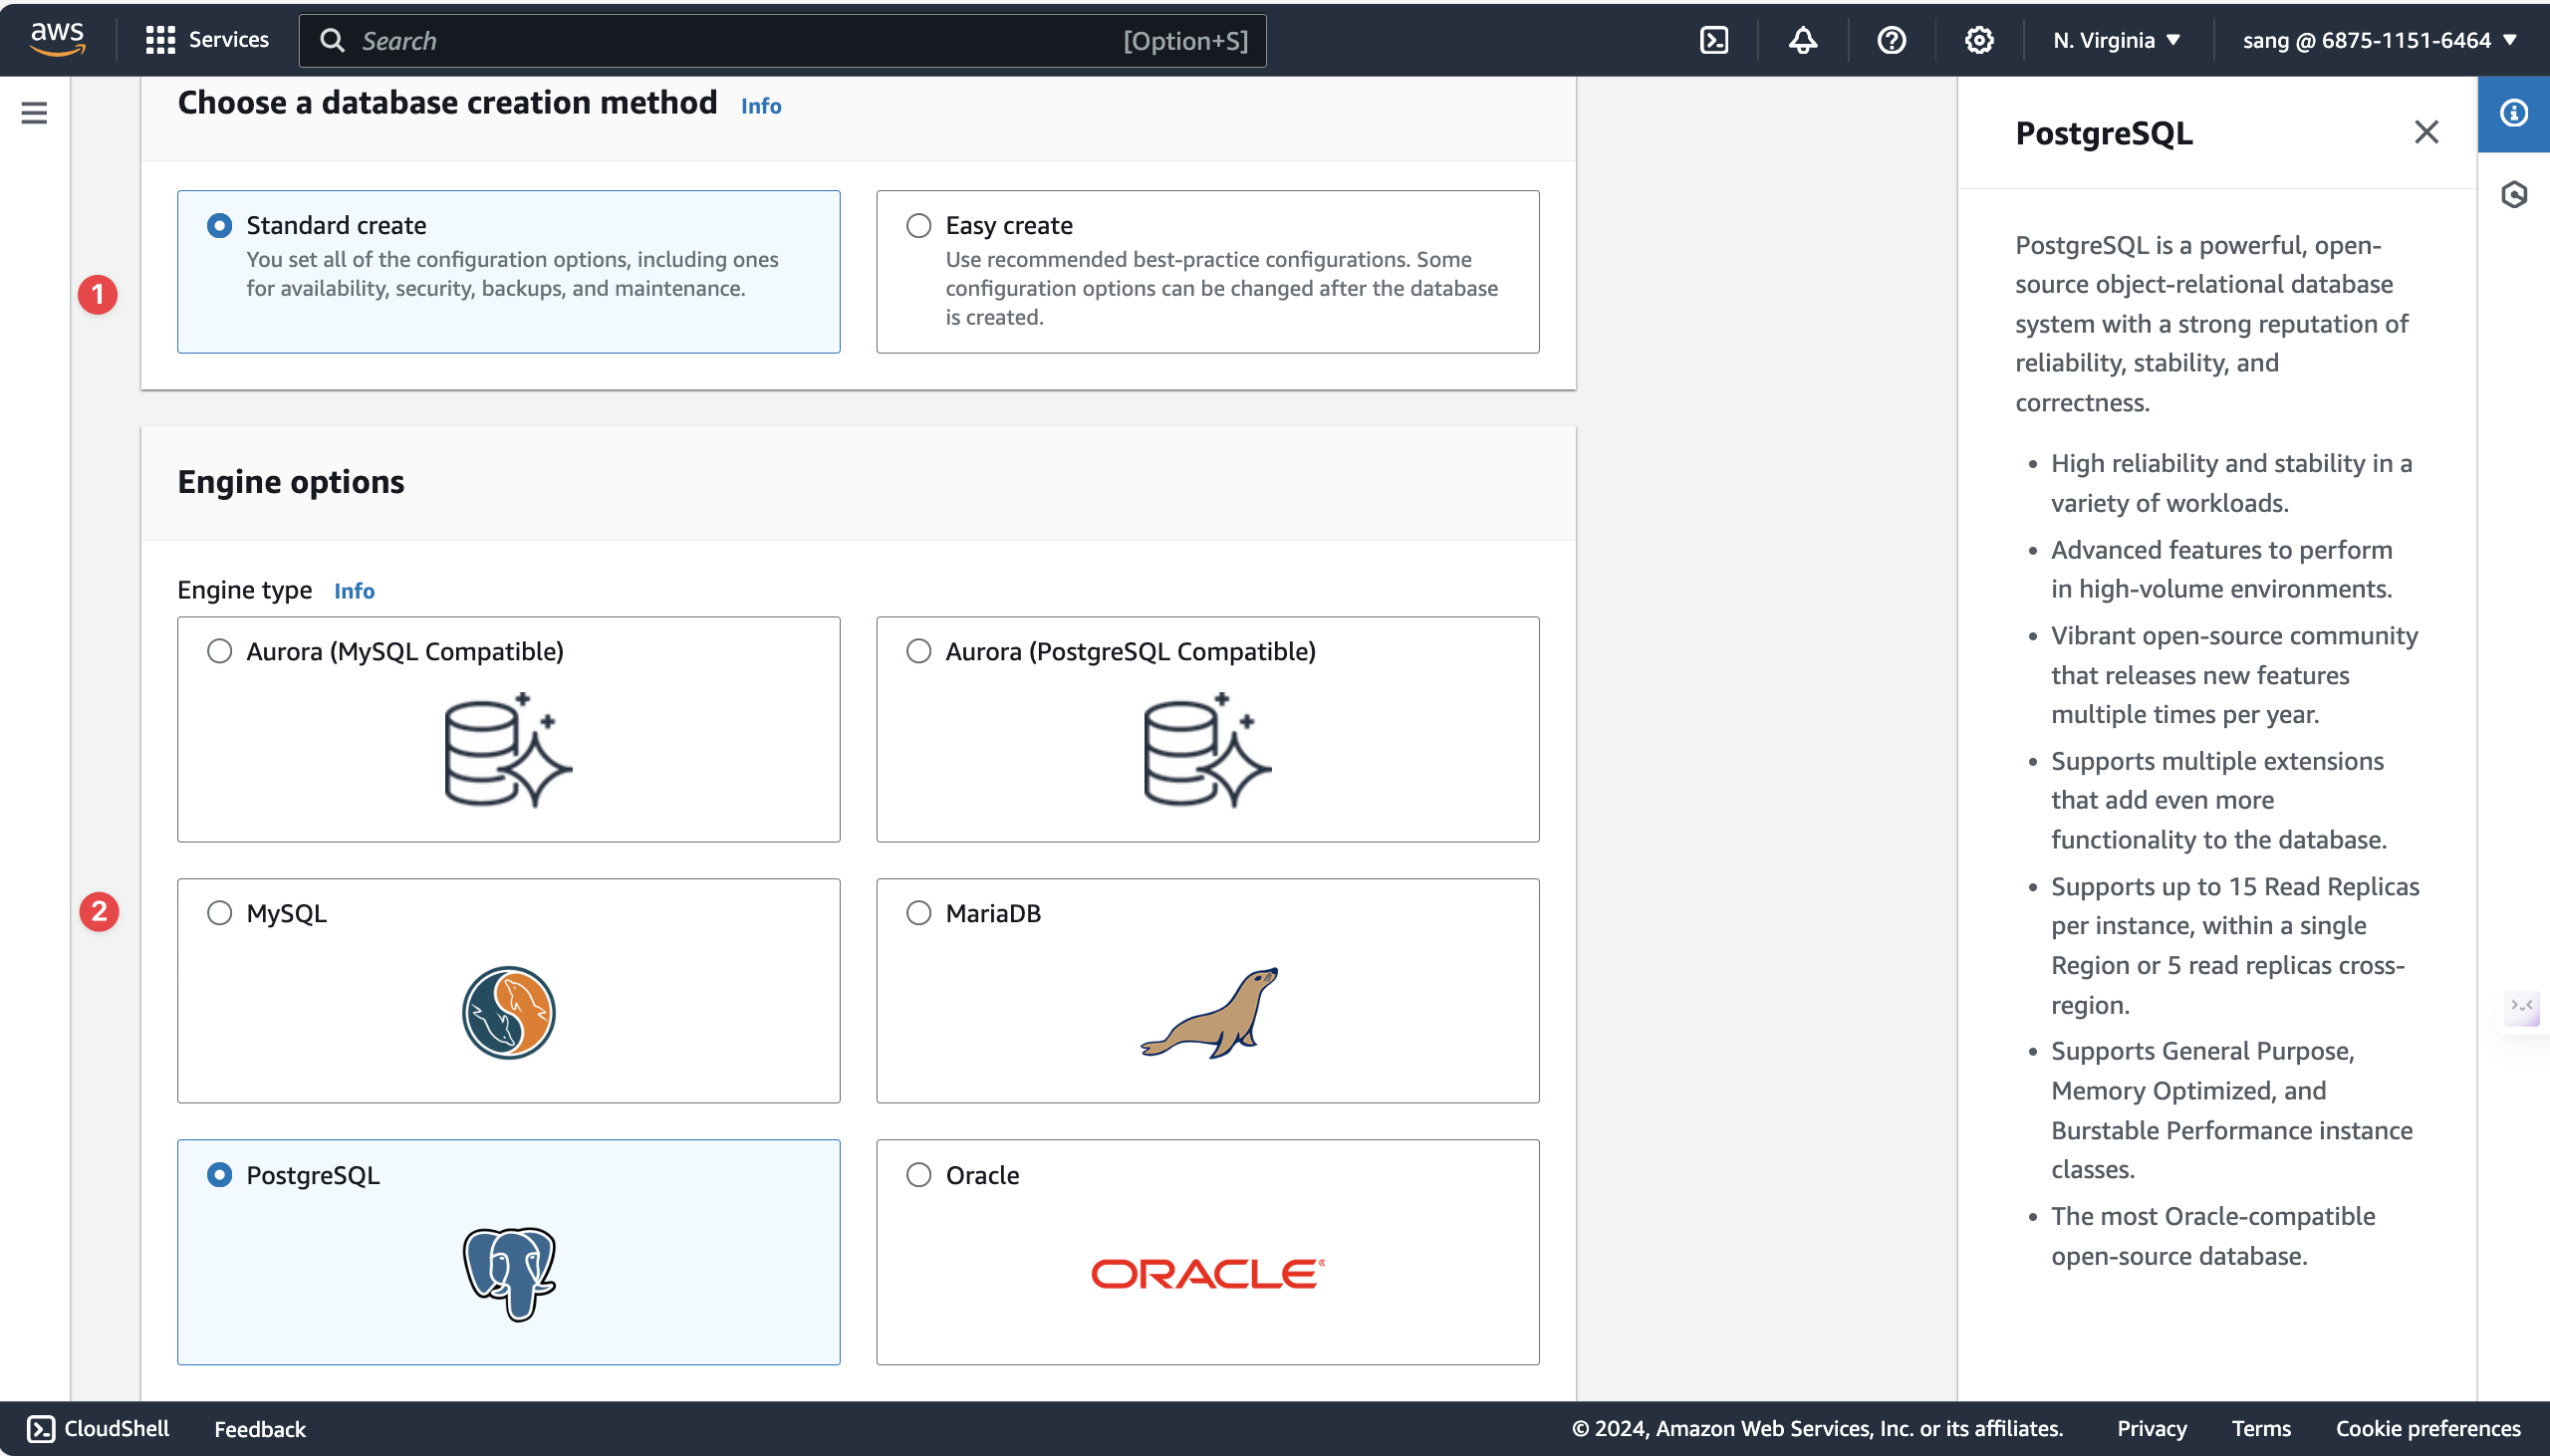 aws
Services
Search
[Option+S]
N. Virginia
sang @ 6875-1151-6464
Choose a database creation method Info
1
Standard create
You set all of the configuration options, including ones
for availability, security, backups, and maintenance.
Easy create
Use recommended best-practice configurations. Some
configuration options can be changed after the database
is created.
Engine options
Engine type Info
Aurora (MySQL Compatible)
Aurora (PostgreSQL Compatible)
2
MySQL
MariaDB
PostgreSQL
Oracle
ORACLE®
PostgreSQL
PostgreSQL is a powerful, open-
source object-relational database
system with a strong reputation of
reliability, stability, and
correctness.
• High reliability and stability in a
variety of workloads.
• Advanced features to perform
in high-volume environments.
• Vibrant open-source community
that releases new features
multiple times per year.
• Supports multiple extensions
that add even more
functionality to the database.
• Supports up to 15 Read Replicas
per instance, within a single
Region or 5 read replicas cross-
region.
• Supports General Purpose,
Memory Optimized, and
Burstable Performance instance
classes.
• The most Oracle-compatible
open-source database.
CloudShell
Feedback
© 2024, Amazon Web Services, Inc. or its affiliates.
Privacy
Terms
Cookie preferences